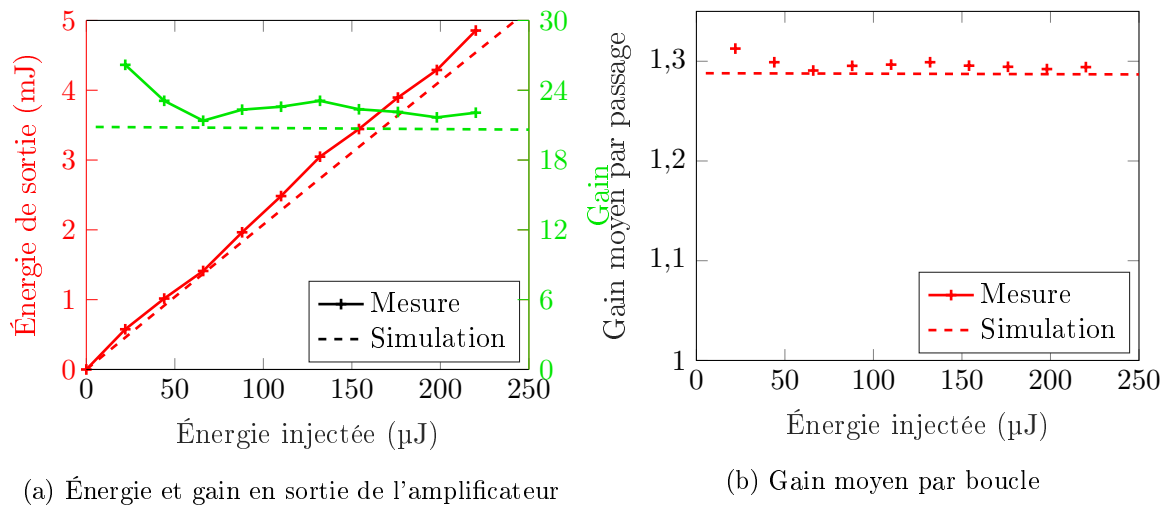 Énergie de sortie (mJ)
5
4
3
2
1
0
30
24
18
12
6
0
Gain
0
50
100
150
200
250
Énergie injectée (µJ)
Mesure
Simulation
(a) Énergie et gain en sortie de l'amplificateur
Gain moyen par passage
1,3
1,2
1,1
1
0
50
100
150
200
250
Énergie injectée (µJ)
Mesure
Simulation
(b) Gain moyen par boucle